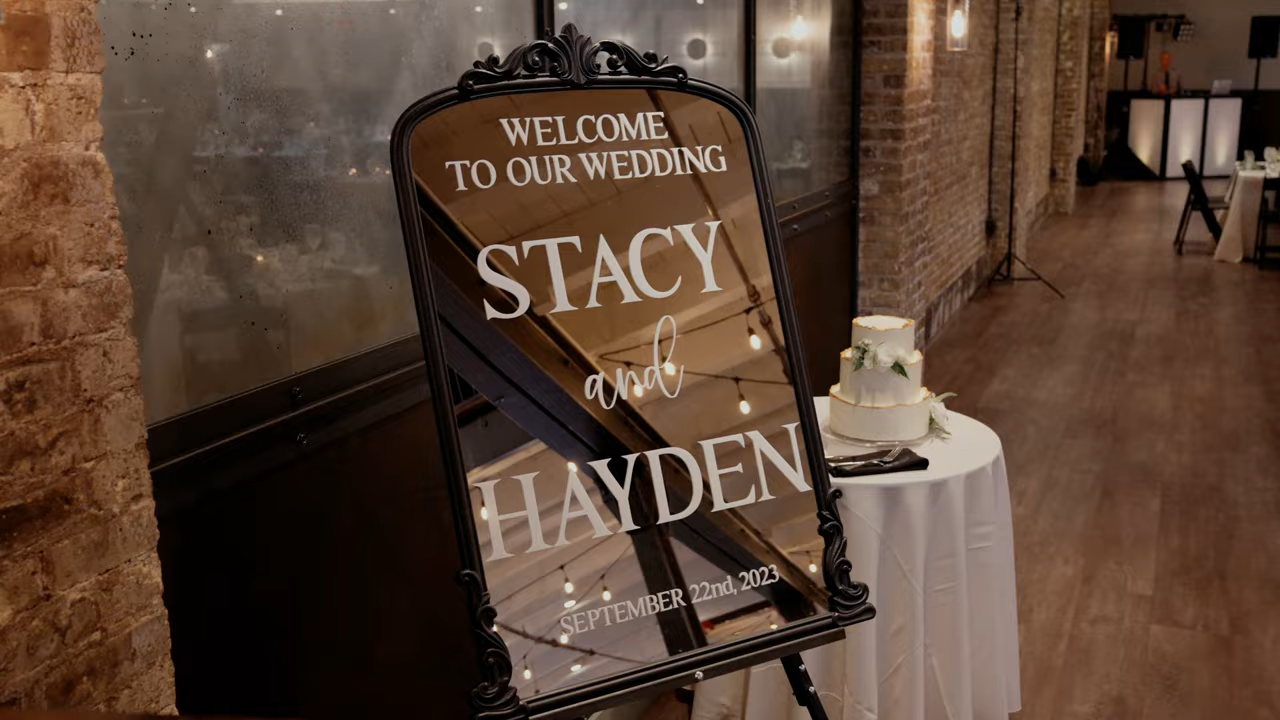 WELCOME
TO OUR WEDDING
STACY
and
HAYDEN
SEPTEMBER 22nd, 2023